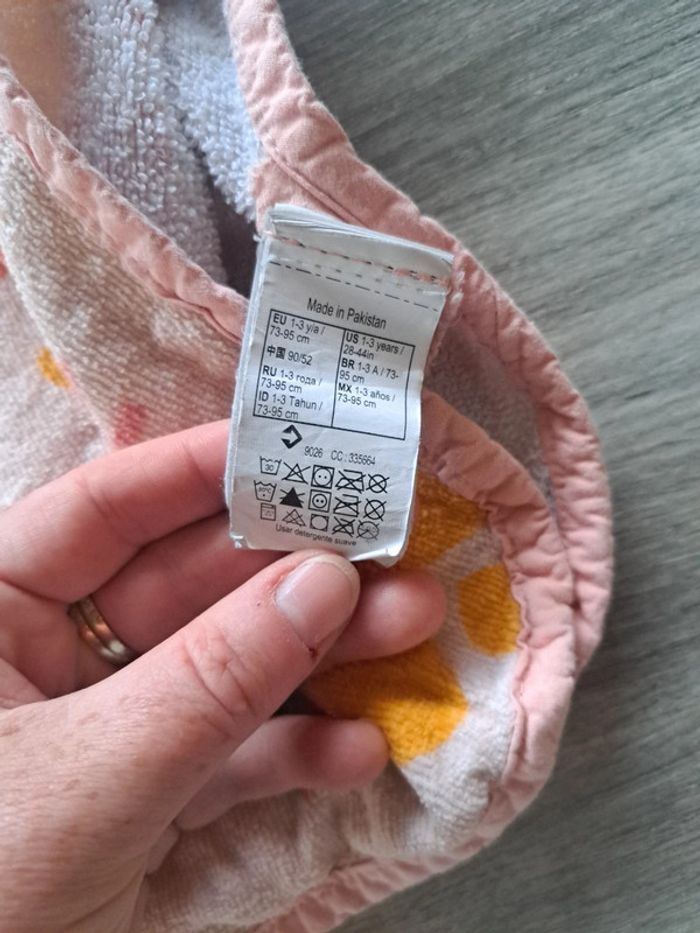 Made in Pakistan
EU 1-3 y/a /
73-95 cm
中国 90/52
RU 1-3 года /
73-95 cm
ID 1-3 Tahun /
73-95 cm
US 1-3 years /
28-44in
BR 1-3 A / 73-
95 cm
MX 1-3 años /
73-95 cm
9026 CC : 335664
30
Usar detergente suave